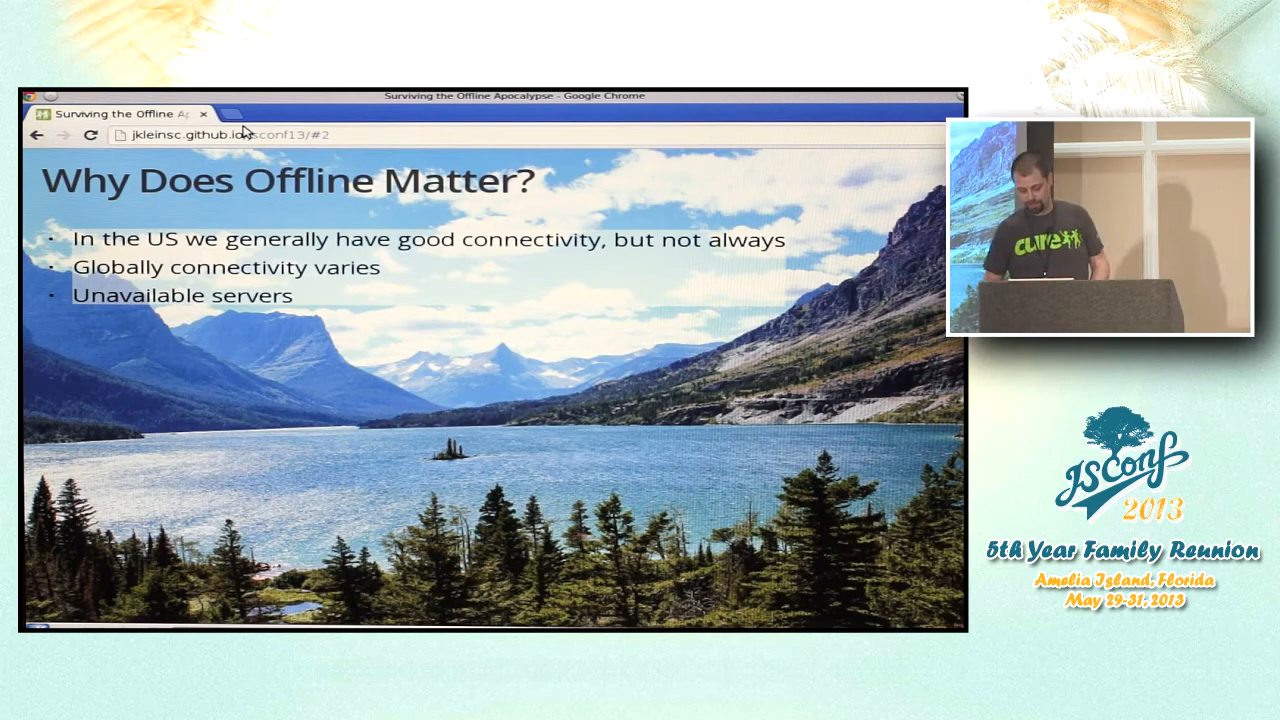 Surviving the Offline Apocalypse - Google Chrome
Surviving the Offline Ap
jkleinsc.github.io/jsconf13/#2
Why Does Offline Matter?
· In the US we generally have good connectivity, but not always
· Globally connectivity varies
· Unavailable servers
CURE
JSConf
2013
5th Year Family Reunion
Amelia Island, Florida
May 29-31, 2013